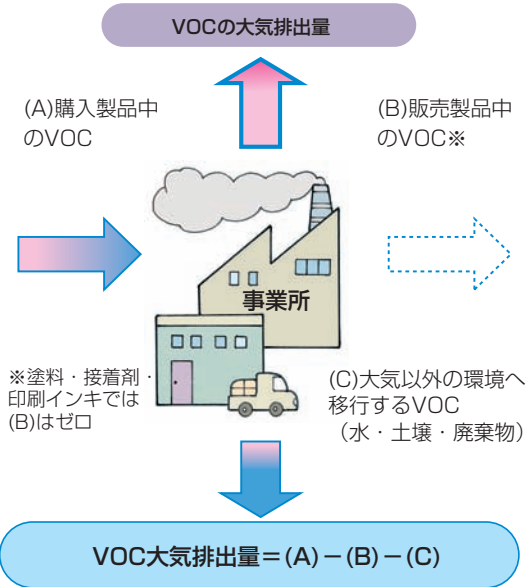 VOCの大気排出量
(A)購入製品中
のVOC
(B)販売製品中
のVOC※
事業所
※塗料・接着剤・
印刷インキでは
(B)はゼロ
(C)大気以外の環境へ
移行するVOC
（水・土壌・廃棄物）
VOC大気排出量＝(A)－(B)－(C)